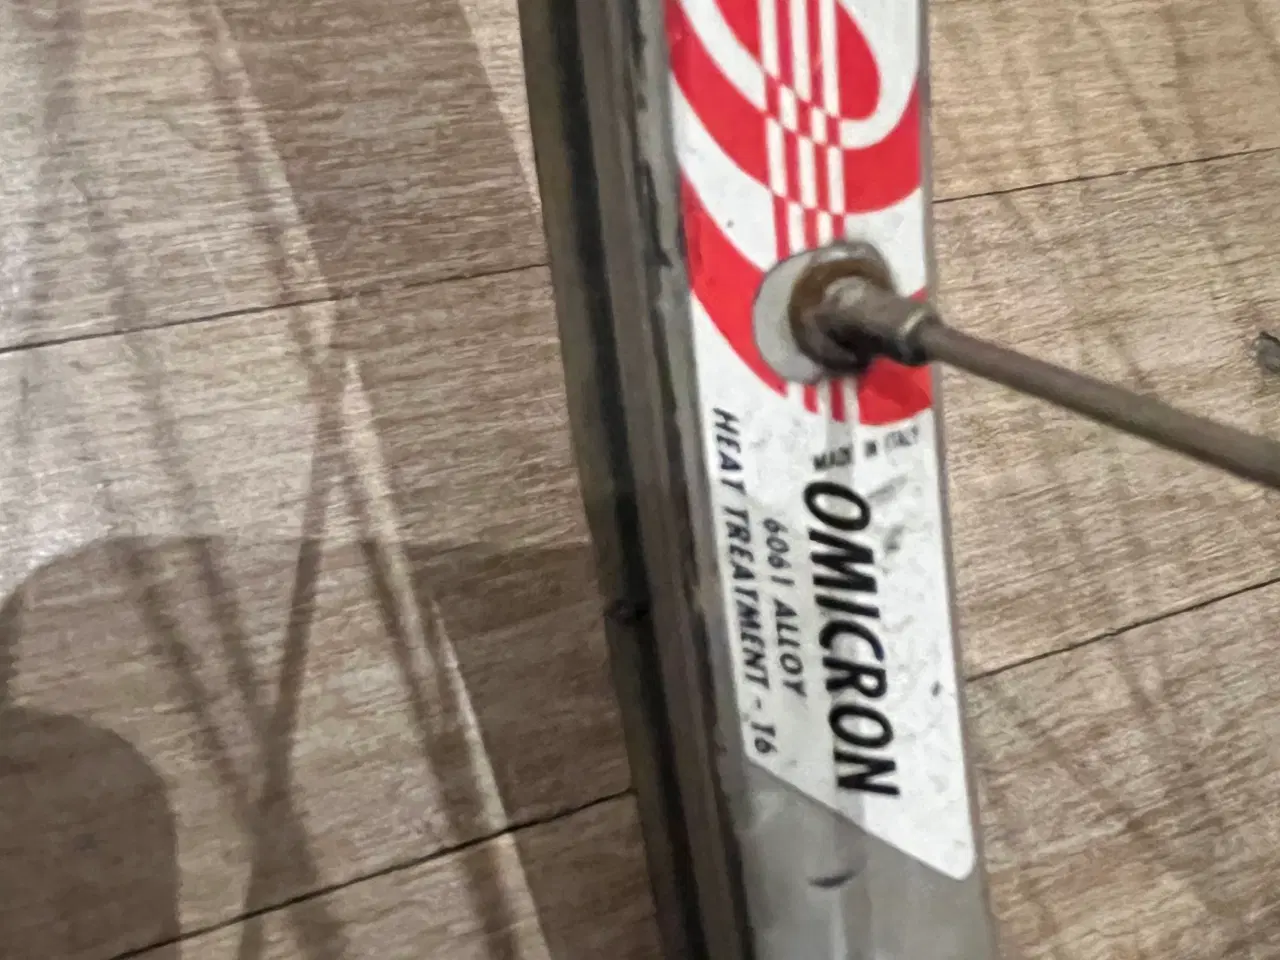 MADE IN ITALY
OMICRON
6061 ALLOY
HEAT TREATMENT - T6